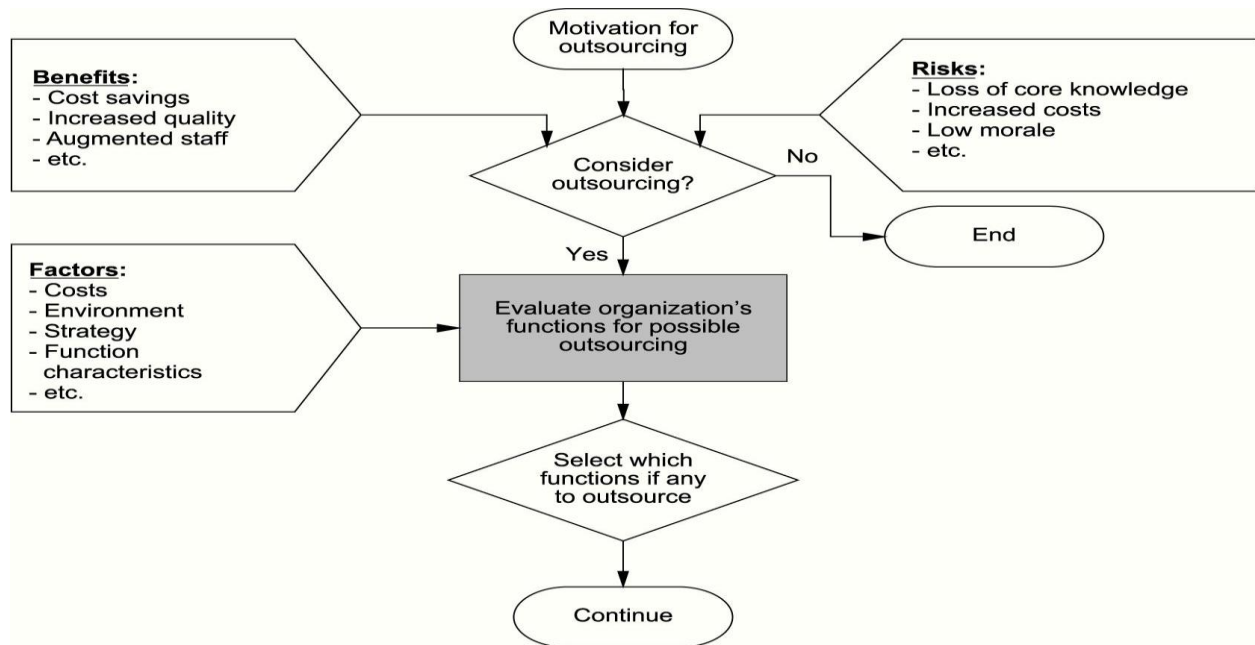 Motivation for
outsourcing
Benefits:
- Cost savings
- Increased quality
- Augmented staff
- etc.
Risks:
- Loss of core knowledge
- Increased costs
- Low morale
- etc.
Consider
outsourcing?
No
End
Yes
Factors:
- Costs
- Environment
- Strategy
- Function
characteristics
- etc.
Evaluate organization’s
functions for possible
outsourcing
Select which
functions if any
to outsource
Continue